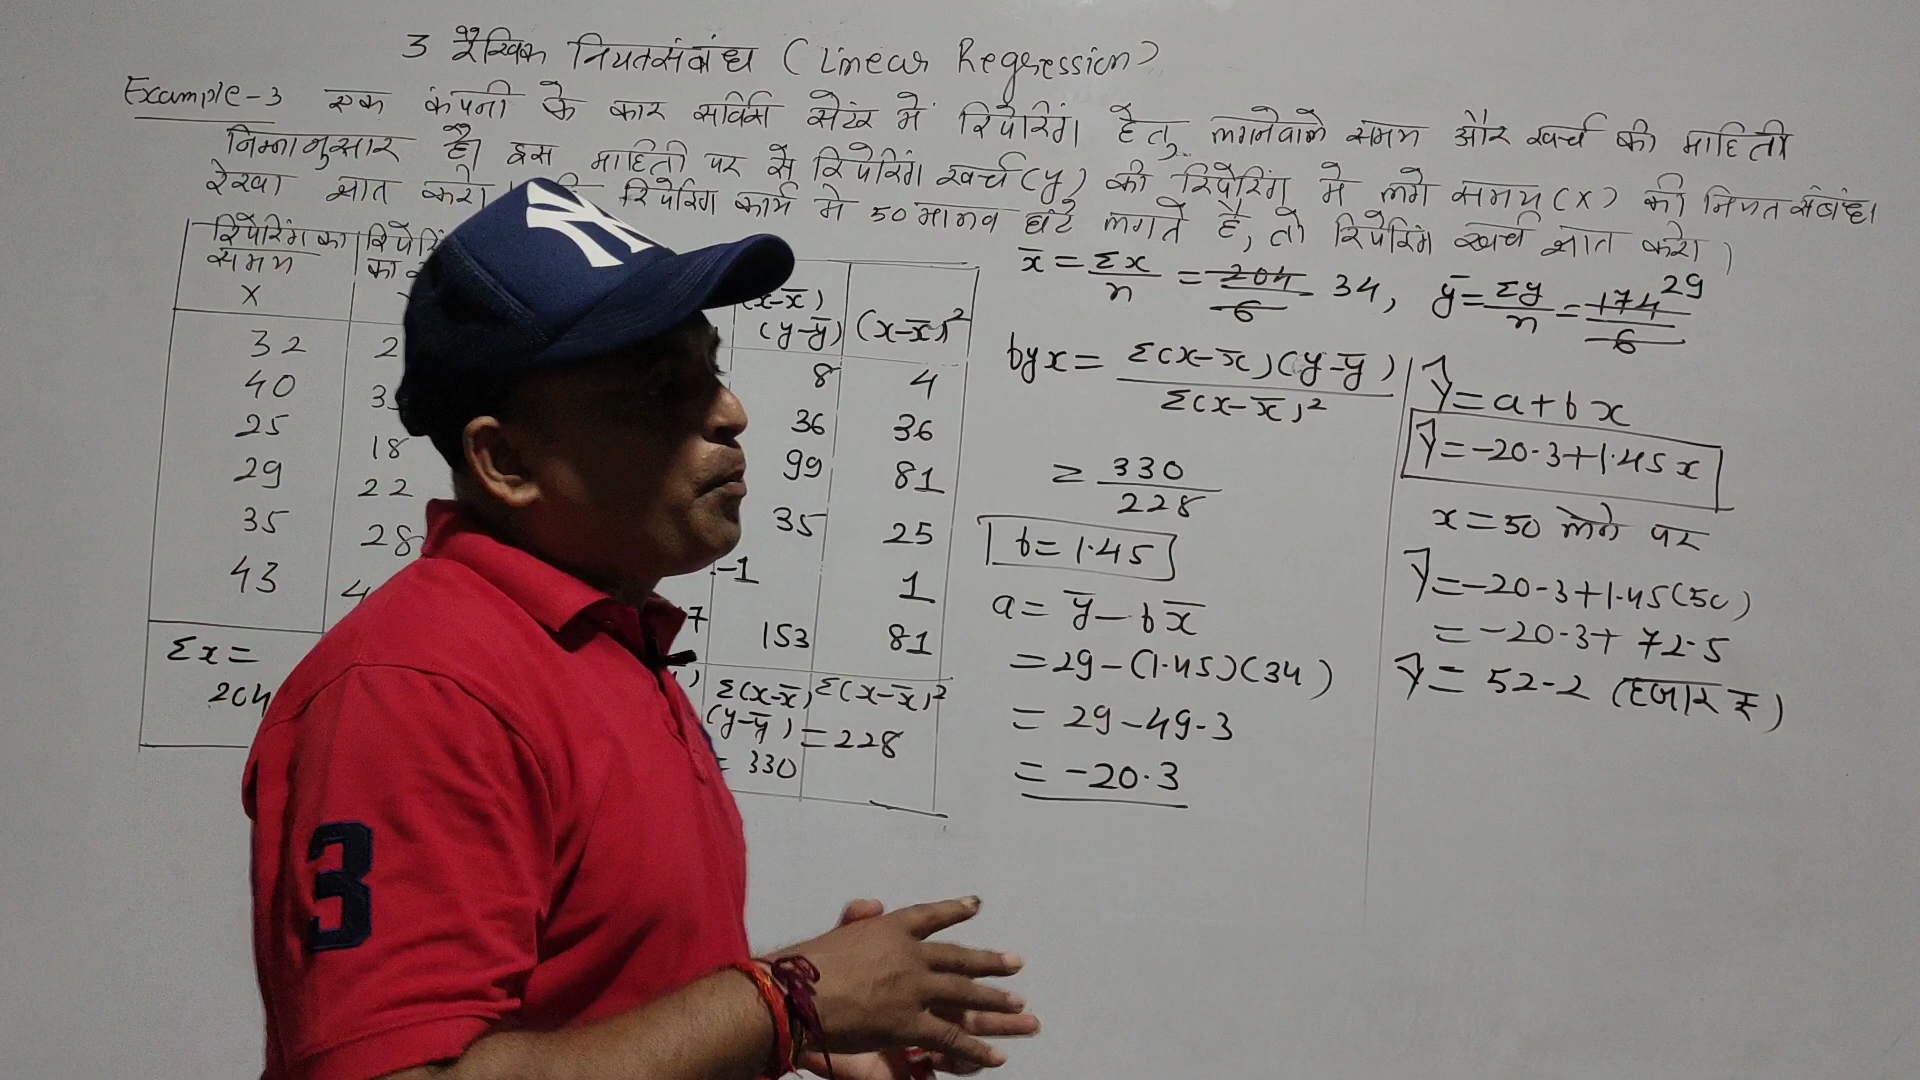 3 रैखिक नियतसंबंध (Linear Regression)
Example-3 एक कंपनी के कार सर्विस सेंटर में रिपेरिंग हेतु लगनेवाले समय और खर्च की माहिती
निम्नानुसार है। इस माहिती पर से रिपेरिंग खर्च (y) की रिपेरिंग मे लगे समय (x) की नियतसंबंध
रेखा ज्ञात करो। रिपेरिंग कार्य मे 50 मानव घंटे लगते है, तो रिपेरिंग खर्च ज्ञात करो।
रिपेरिंग का समय x
32
40
25
29
35
43
Σx = 204
18
22
28
(x-x̄)(y-ȳ)
8
36
99
35
-1
153
Σ(x-x̄)(y-ȳ) = 330
(x-x̄)²
4
36
81
25
1
81
Σ(x-x̄)² = 228
x̄ = Σx/n = 204/6 = 34, ȳ = Σy/n = 174/6 29
byx = Σ(x-x̄)(y-ȳ) / Σ(x-x̄)²
= 330/228
b = 1.45
a = ȳ - bx̄
= 29 - (1.45)(34)
= 29 - 49.3
= -20.3
ŷ = a + bx
ŷ = -20.3 + 1.45x
x = 50 लेने पर
ŷ = -20.3 + 1.45(50)
= -20.3 + 72.5
ŷ = 52.2 (हजार ₹)
3